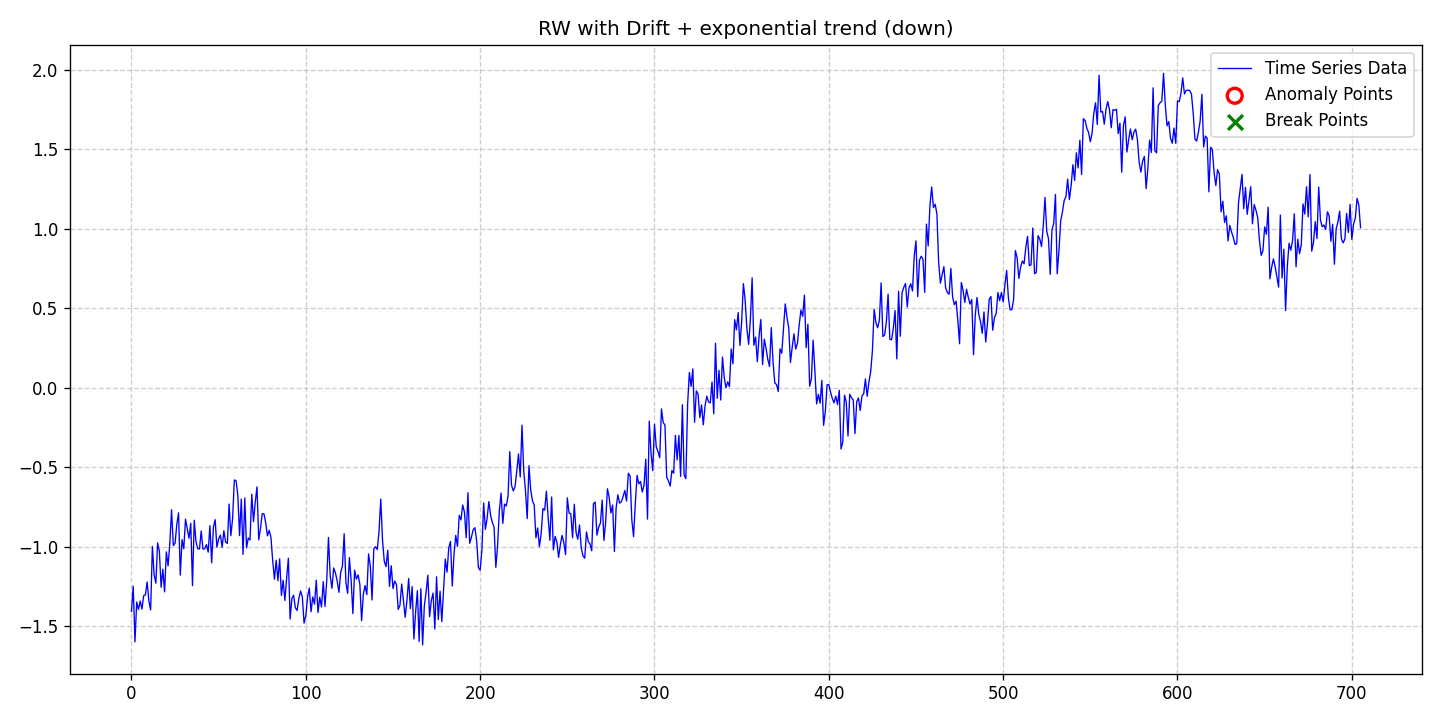 RW with Drift + exponential trend (down)
Time Series Data
Anomaly Points
Break Points
2.0
1.5
1.0
0.5
0.0
−0.5
−1.0
−1.5
0 100 200 300 400 500 600 700